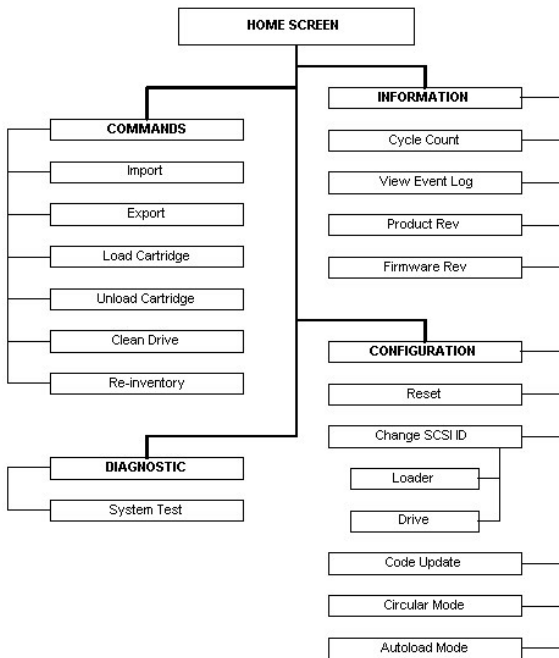 HOME SCREEN
COMMANDS
Import
Export
Load Cartridge
Unload Cartridge
Clean Drive
Re-inventory
DIAGNOSTIC
System Test
INFORMATION
Cycle Count
View Event Log
Product Rev
Firmware Rev
CONFIGURATION
Reset
Change SCSI ID
Loader
Drive
Code Update
Circular Mode
Autoload Mode